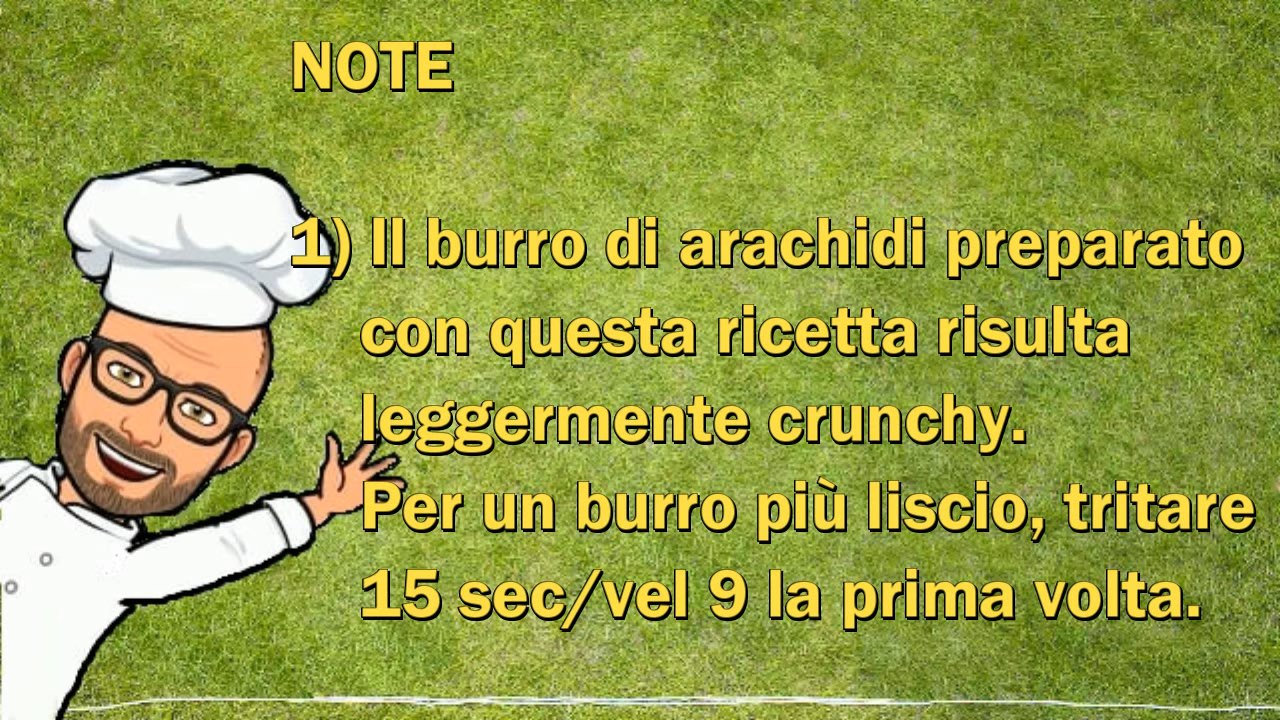 NOTE
1) Il burro di arachidi preparato
con questa ricetta risulta
leggermente crunchy.
Per un burro più liscio, tritare
15 sec/vel 9 la prima volta.